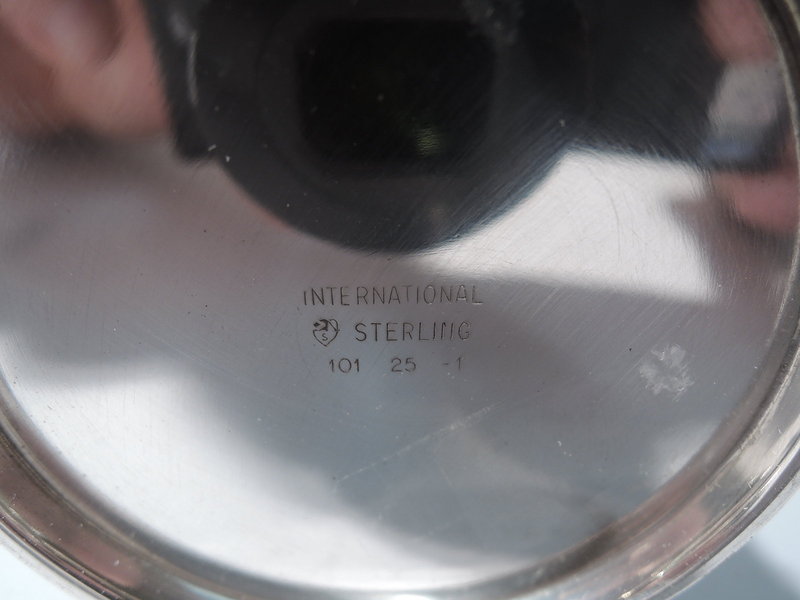 INTERNATIONAL
S STERLING
101 25 -1